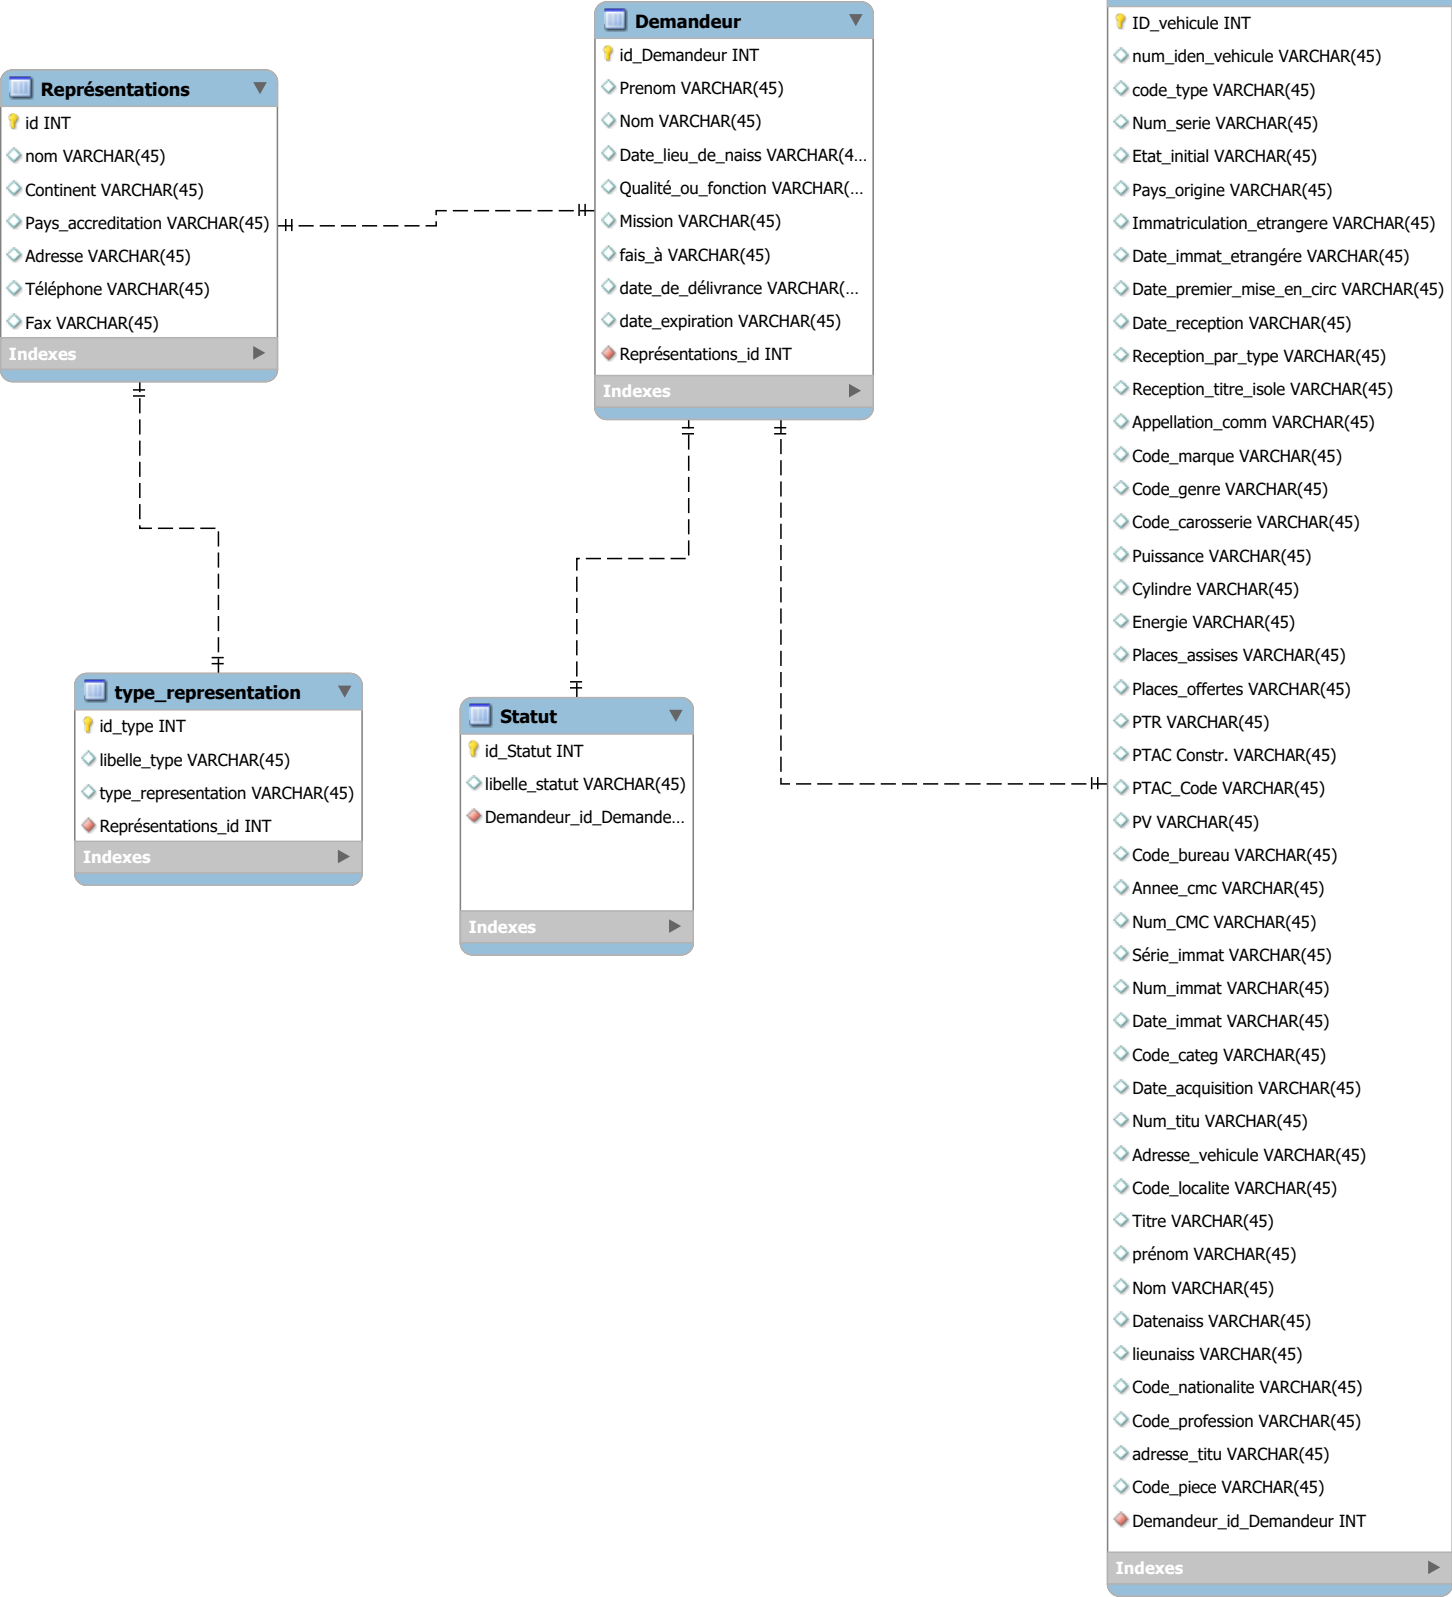 Représentations
id INT
nom VARCHAR(45)
Continent VARCHAR(45)
Pays_accreditation VARCHAR(45)
Adresse VARCHAR(45)
Téléphone VARCHAR(45)
Fax VARCHAR(45)
Indexes
type_representation
id_type INT
libelle_type VARCHAR(45)
type_representation VARCHAR(45)
Représentations_id INT
Indexes
Demandeur
id_Demandeur INT
Prenom VARCHAR(45)
Nom VARCHAR(45)
Date_lieu_de_naiss VARCHAR(4...
Qualité_ou_fonction VARCHAR(...
Mission VARCHAR(45)
fais_à VARCHAR(45)
date_de_délivrance VARCHAR(...
date_expiration VARCHAR(45)
Représentations_id INT
Indexes
Statut
id_Statut INT
libelle_statut VARCHAR(45)
Demandeur_id_Demande...
Indexes
ID_vehicule INT
num_iden_vehicule VARCHAR(45)
code_type VARCHAR(45)
Num_serie VARCHAR(45)
Etat_initial VARCHAR(45)
Pays_origine VARCHAR(45)
Immatriculation_etrangere VARCHAR(45)
Date_immat_etrangére VARCHAR(45)
Date_premier_mise_en_circ VARCHAR(45)
Date_reception VARCHAR(45)
Reception_par_type VARCHAR(45)
Reception_titre_isole VARCHAR(45)
Appellation_comm VARCHAR(45)
Code_marque VARCHAR(45)
Code_genre VARCHAR(45)
Code_carosserie VARCHAR(45)
Puissance VARCHAR(45)
Cylindre VARCHAR(45)
Energie VARCHAR(45)
Places_assises VARCHAR(45)
Places_offertes VARCHAR(45)
PTR VARCHAR(45)
PTAC Constr. VARCHAR(45)
PTAC_Code VARCHAR(45)
PV VARCHAR(45)
Code_bureau VARCHAR(45)
Annee_cmc VARCHAR(45)
Num_CMC VARCHAR(45)
Série_immat VARCHAR(45)
Num_immat VARCHAR(45)
Date_immat VARCHAR(45)
Code_categ VARCHAR(45)
Date_acquisition VARCHAR(45)
Num_titu VARCHAR(45)
Adresse_vehicule VARCHAR(45)
Code_localite VARCHAR(45)
Titre VARCHAR(45)
prénom VARCHAR(45)
Nom VARCHAR(45)
Datenaiss VARCHAR(45)
lieunaiss VARCHAR(45)
Code_nationalite VARCHAR(45)
Code_profession VARCHAR(45)
adresse_titu VARCHAR(45)
Code_piece VARCHAR(45)
Demandeur_id_Demandeur INT
Indexes